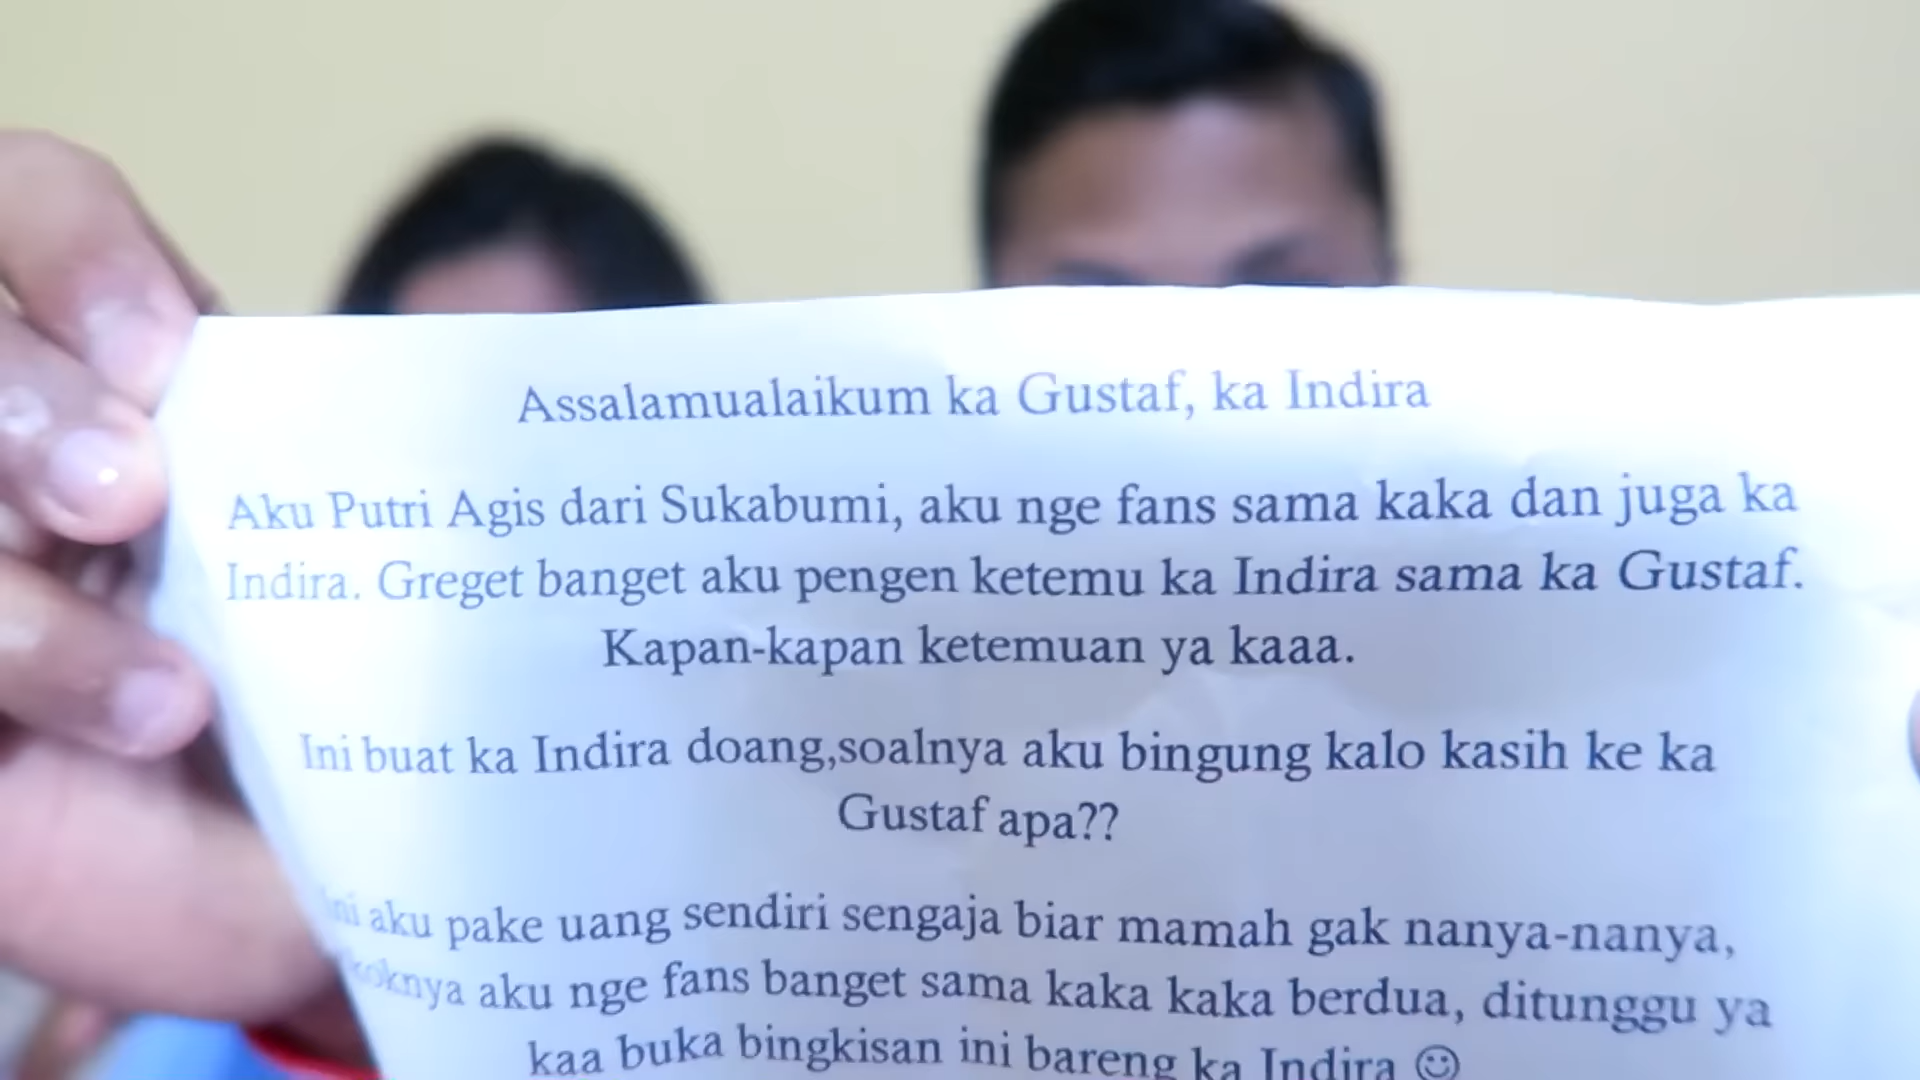 Assalamualaikum ka Gustaf, ka Indira
Aku Putri Agis dari Sukabumi, aku nge fans sama kaka dan juga ka
Indira. Greget banget aku pengen ketemu ka Indira sama ka Gustaf.
Kapan-kapan ketemuan ya kaaa.
Ini buat ka Indira doang,soalnya aku bingung kalo kasih ke ka
Gustaf apa??
Ini aku pake uang sendiri sengaja biar mamah gak nanya-nanya,
aku nge fans banget sama kaka kaka berdua, ditunggu ya
kaa buka bingkisan ini bareng ka Indira ☺